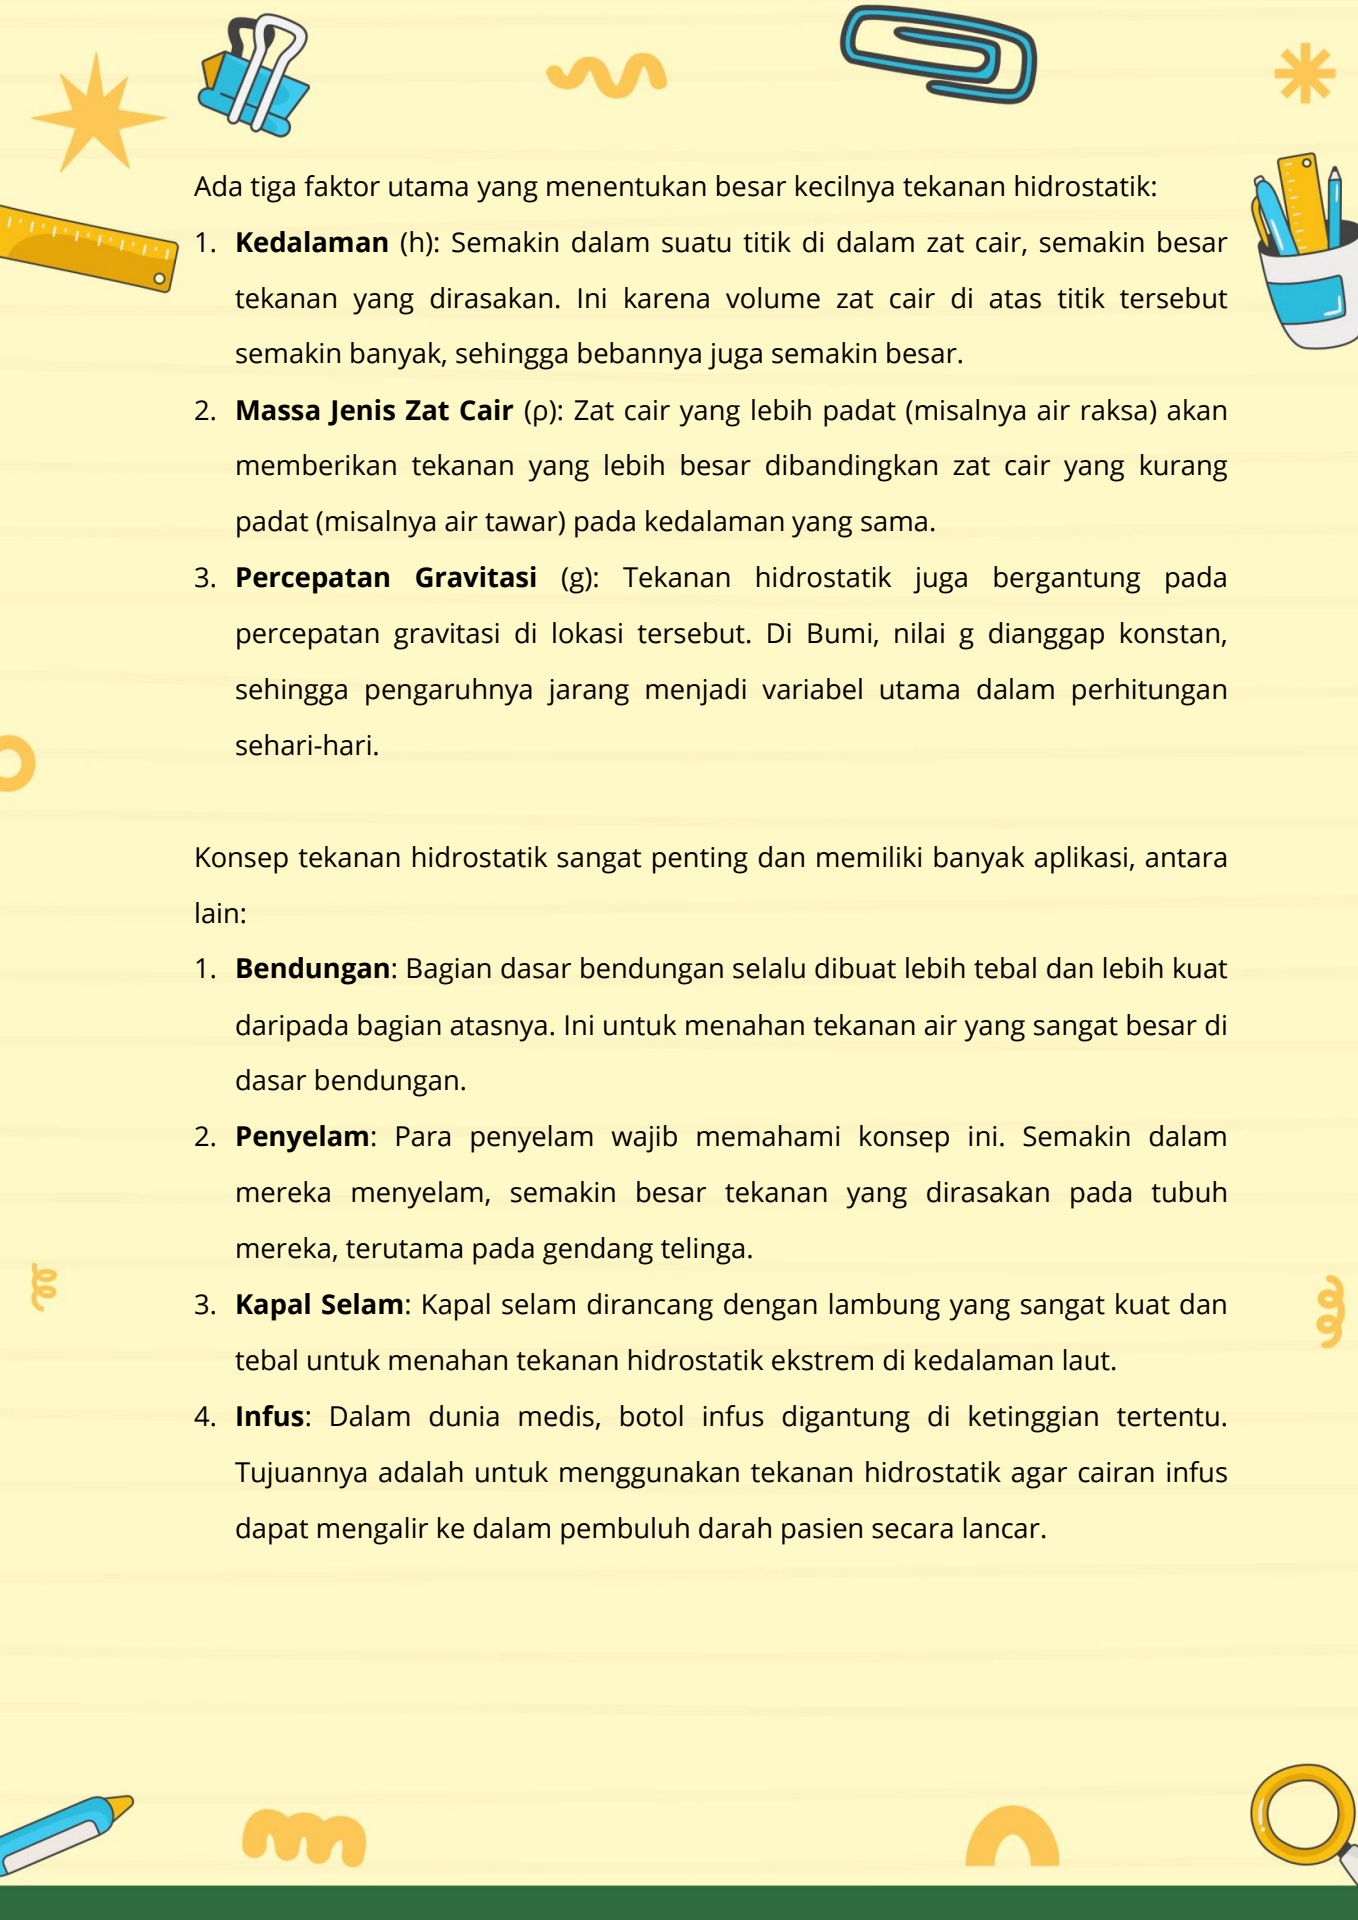 Ada tiga faktor utama yang menentukan besar kecilnya tekanan hidrostatik:
1. Kedalaman (h): Semakin dalam suatu titik di dalam zat cair, semakin besar
tekanan yang dirasakan. Ini karena volume zat cair di atas titik tersebut
semakin banyak, sehingga bebannya juga semakin besar.
2. Massa Jenis Zat Cair (ρ): Zat cair yang lebih padat (misalnya air raksa) akan
memberikan tekanan yang lebih besar dibandingkan zat cair yang kurang
padat (misalnya air tawar) pada kedalaman yang sama.
3. Percepatan Gravitasi (g): Tekanan hidrostatik juga bergantung pada
percepatan gravitasi di lokasi tersebut. Di Bumi, nilai g dianggap konstan,
sehingga pengaruhnya jarang menjadi variabel utama dalam perhitungan
sehari-hari.
Konsep tekanan hidrostatik sangat penting dan memiliki banyak aplikasi, antara
lain:
1. Bendungan: Bagian dasar bendungan selalu dibuat lebih tebal dan lebih kuat
daripada bagian atasnya. Ini untuk menahan tekanan air yang sangat besar di
dasar bendungan.
2. Penyelam: Para penyelam wajib memahami konsep ini. Semakin dalam
mereka menyelam, semakin besar tekanan yang dirasakan pada tubuh
mereka, terutama pada gendang telinga.
3. Kapal Selam: Kapal selam dirancang dengan lambung yang sangat kuat dan
tebal untuk menahan tekanan hidrostatik ekstrem di kedalaman laut.
4. Infus: Dalam dunia medis, botol infus digantung di ketinggian tertentu.
Tujuannya adalah untuk menggunakan tekanan hidrostatik agar cairan infus
dapat mengalir ke dalam pembuluh darah pasien secara lancar.